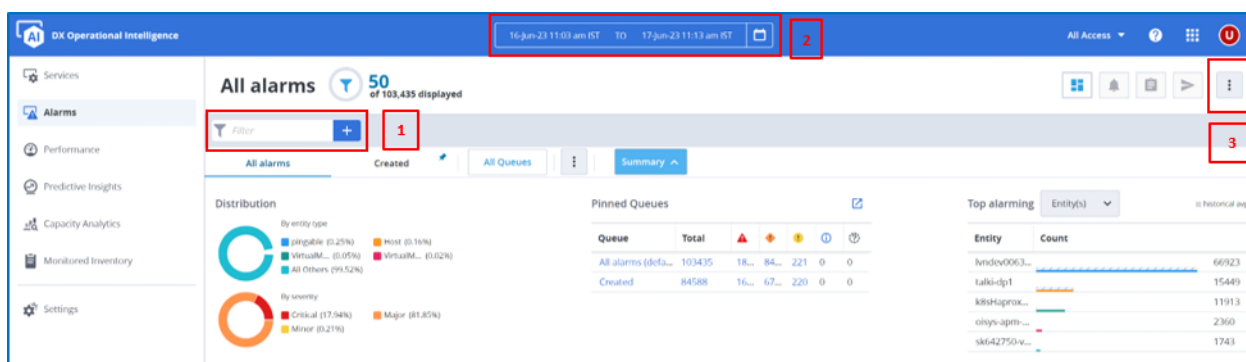 AI DX Operational Intelligence
16-Jun-23 11:03 am IST TO 17-Jun-23 11:13 am IST
2
All Access ? U
Services
Alarms
Performance
Predictive Insights
Capacity Analytics
Monitored Inventory
Settings
All alarms 50
of 103,435 displayed
3
Filter +
1
All alarms Created All Queues Summary
Distribution
By entity type
pingable (0.25%) Host (0.16%)
VirtualM... (0.05%) VirtualM... (0.02%)
All Others (99.52%)
By severity
Critical (17.94%) Major (81.85%)
Minor (0.21%)
Pinned Queues
Queue Total
All alarms (defa... 103435 18... 84... 221 0 0
Created 84588 16... 67... 220 0 0
Top alarming Entity(s) historical avg
Entity Count
lvndev0063... 66923
talki-dp1 15449
k8sHaprox... 11913
oisys-apm-... 2360
sk642750-v... 1743